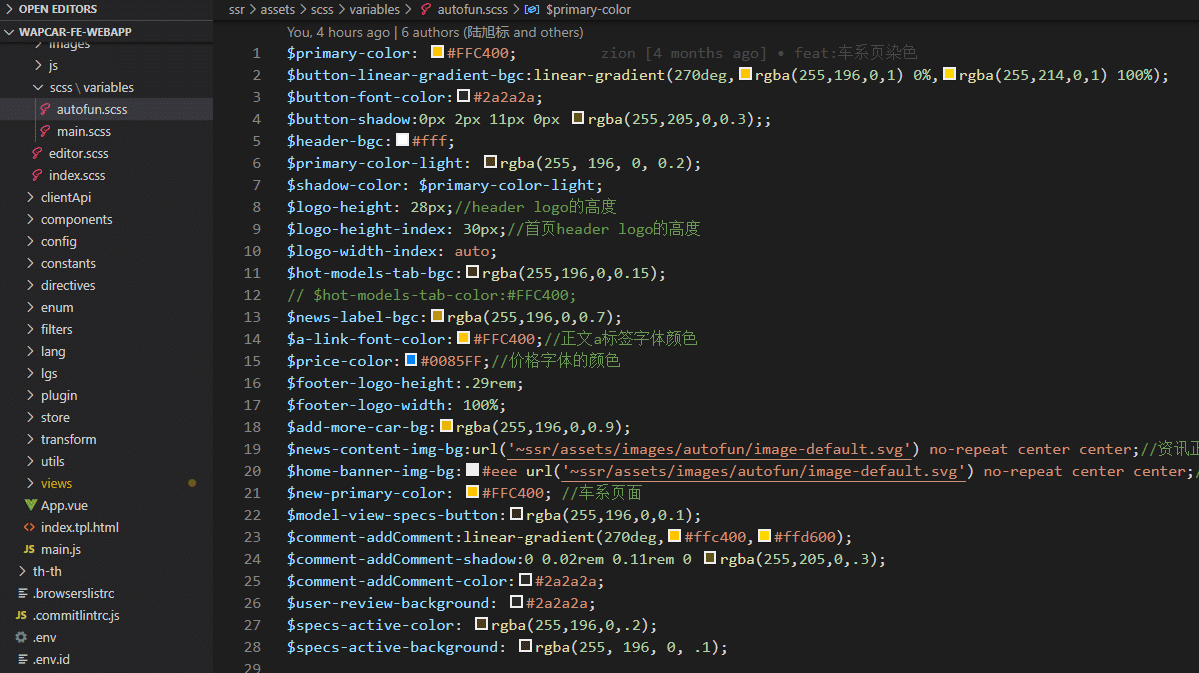 OPEN EDITORS
WAPCAR-FE-WEBAPP
images
js
scss \ variables
autofun.scss
main.scss
editor.scss
index.scss
clientApi
components
config
constants
directives
enum
filters
lang
lgs
plugin
store
transform
utils
views
App.vue
index.tpl.html
JS main.js
th-th
.browserslistrc
JS .commitlintrc.js
.env
.env.id
ssr > assets > scss > variables > autofun.scss > $primary-color
You, 4 hours ago | 6 authors (陆旭标 and others)
1 $primary-color: #FFC400; zion [4 months ago] • feat:车系页染色
2 $button-linear-gradient-bgc:linear-gradient(270deg,rgba(255,196,0,1) 0%,rgba(255,214,0,1) 100%);
3 $button-font-color:#2a2a2a;
4 $button-shadow:0px 2px 11px 0px rgba(255,205,0,0.3);;
5 $header-bgc:#fff;
6 $primary-color-light: rgba(255, 196, 0, 0.2);
7 $shadow-color: $primary-color-light;
8 $logo-height: 28px;//header logo的高度
9 $logo-height-index: 30px;//首页header logo的高度
10 $logo-width-index: auto;
11 $hot-models-tab-bgc:rgba(255,196,0,0.15);
12 // $hot-models-tab-color:#FFC400;
13 $news-label-bgc:rgba(255,196,0,0.7);
14 $a-link-font-color:#FFC400;//正文a标签字体颜色
15 $price-color:#0085FF;//价格字体的颜色
16 $footer-logo-height:.29rem;
17 $footer-logo-width: 100%;
18 $add-more-car-bg:rgba(255,196,0,0.9);
19 $news-content-img-bg:url('~ssr/assets/images/autofun/image-default.svg') no-repeat center center;//资讯正
20 $home-banner-img-bg:#eee url('~ssr/assets/images/autofun/image-default.svg') no-repeat center center;/
21 $new-primary-color: #FFC400; //车系页面
22 $model-view-specs-button:rgba(255,196,0,0.1);
23 $comment-addComment:linear-gradient(270deg,#ffc400,#ffd600);
24 $comment-addComment-shadow:0 0.02rem 0.11rem 0 rgba(255,205,0,.3);
25 $comment-addComment-color:#2a2a2a;
26 $user-review-background: #2a2a2a;
27 $specs-active-color: rgba(255,196,0,.2);
28 $specs-active-background: rgba(255, 196, 0, .1);
29